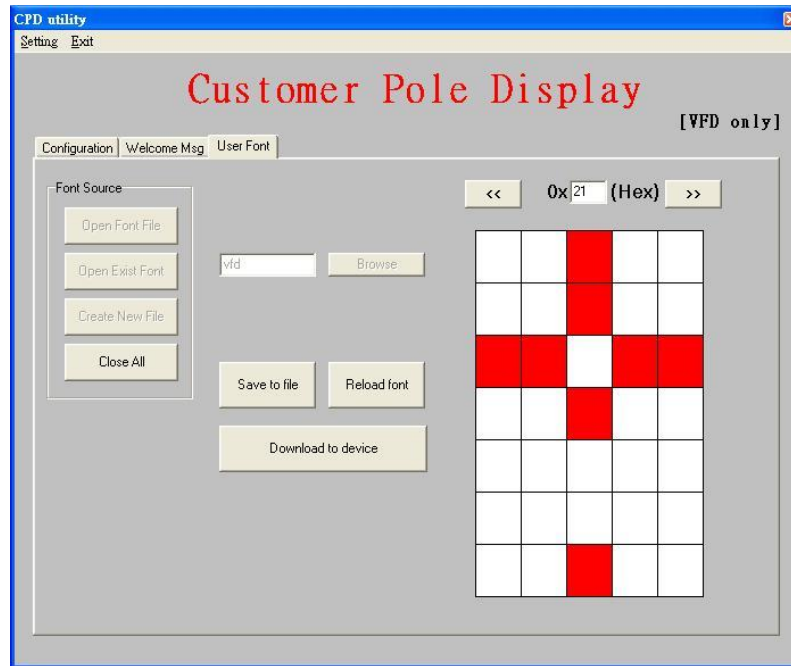 CPD utility
Setting Exit
Customer Pole Display
[VFD only]
Configuration Welcome Msg User Font
Font Source
<< 0x 21 (Hex) >>
Open Font File
vfd Browse
Open Exist Font
Create New File
Close All
Save to file Reload font
Download to device